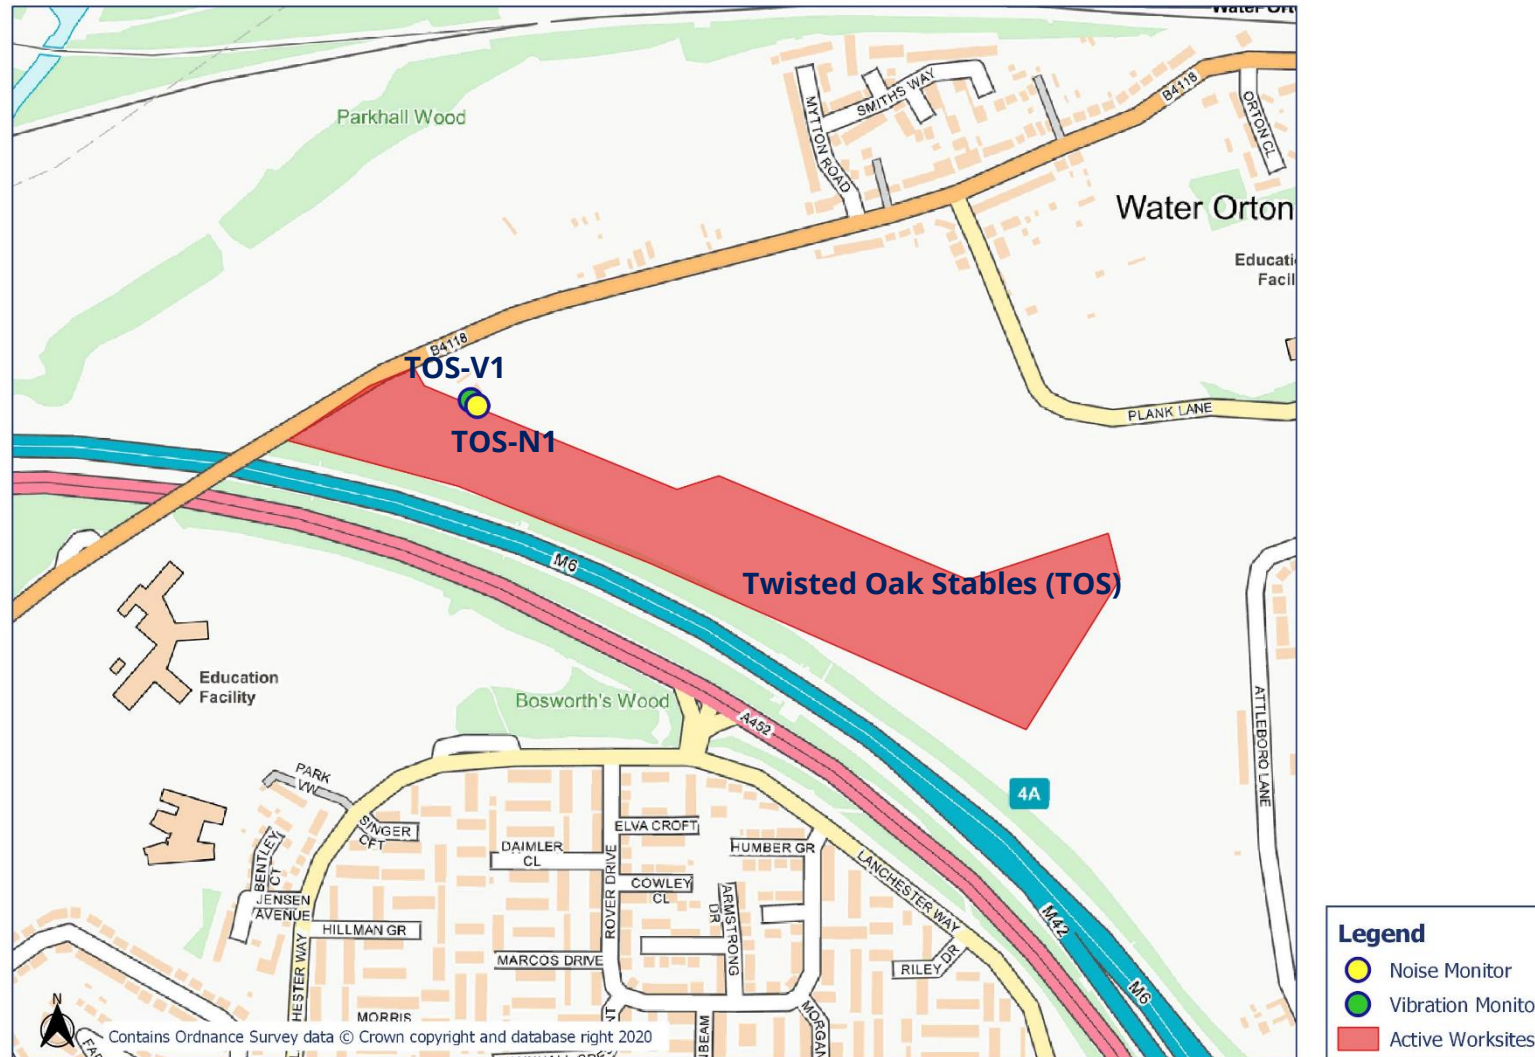 Water Ort
Parkhall Wood
SMITHS WAY
MYTTON ROAD
B4118
ORTON CL
Water Orton
Educati
Facil
B4118
TOS-V1
TOS-N1
PLANK LANE
M6
Twisted Oak Stables (TOS)
Education
Facility
Bosworth's Wood
A452
ATTLEBORO LANE
4A
PARK
VW
SINGER
CFT
ELVA CROFT
DAIMLER
CL
HUMBER GR
LANCHESTER WAY
BENTLEY
CT
ROVER DRIVE
COWLEY
CL
ARMSTRONG
DR
JENSEN
AVENUE
HILLMAN GR
M42
MARCOS DRIVE
RILEY DR
M6
HESTER WAY
MORRIS
MORGAN
NBEAM
N
Contains Ordnance Survey data © Crown copyright and database right 2020
Legend
Noise Monitor
Vibration Monito
Active Worksites